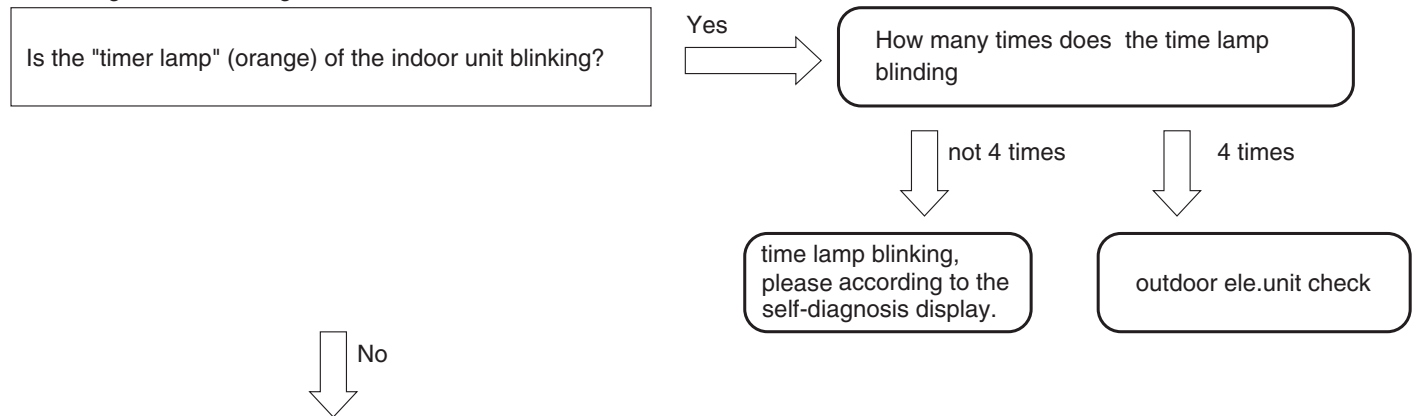 Is the "timer lamp" (orange) of the indoor unit blinking?
Yes
How many times does the time lamp
blinding
not 4 times
4 times
time lamp blinking,
please according to the
self-diagnosis display.
outdoor ele.unit check
No